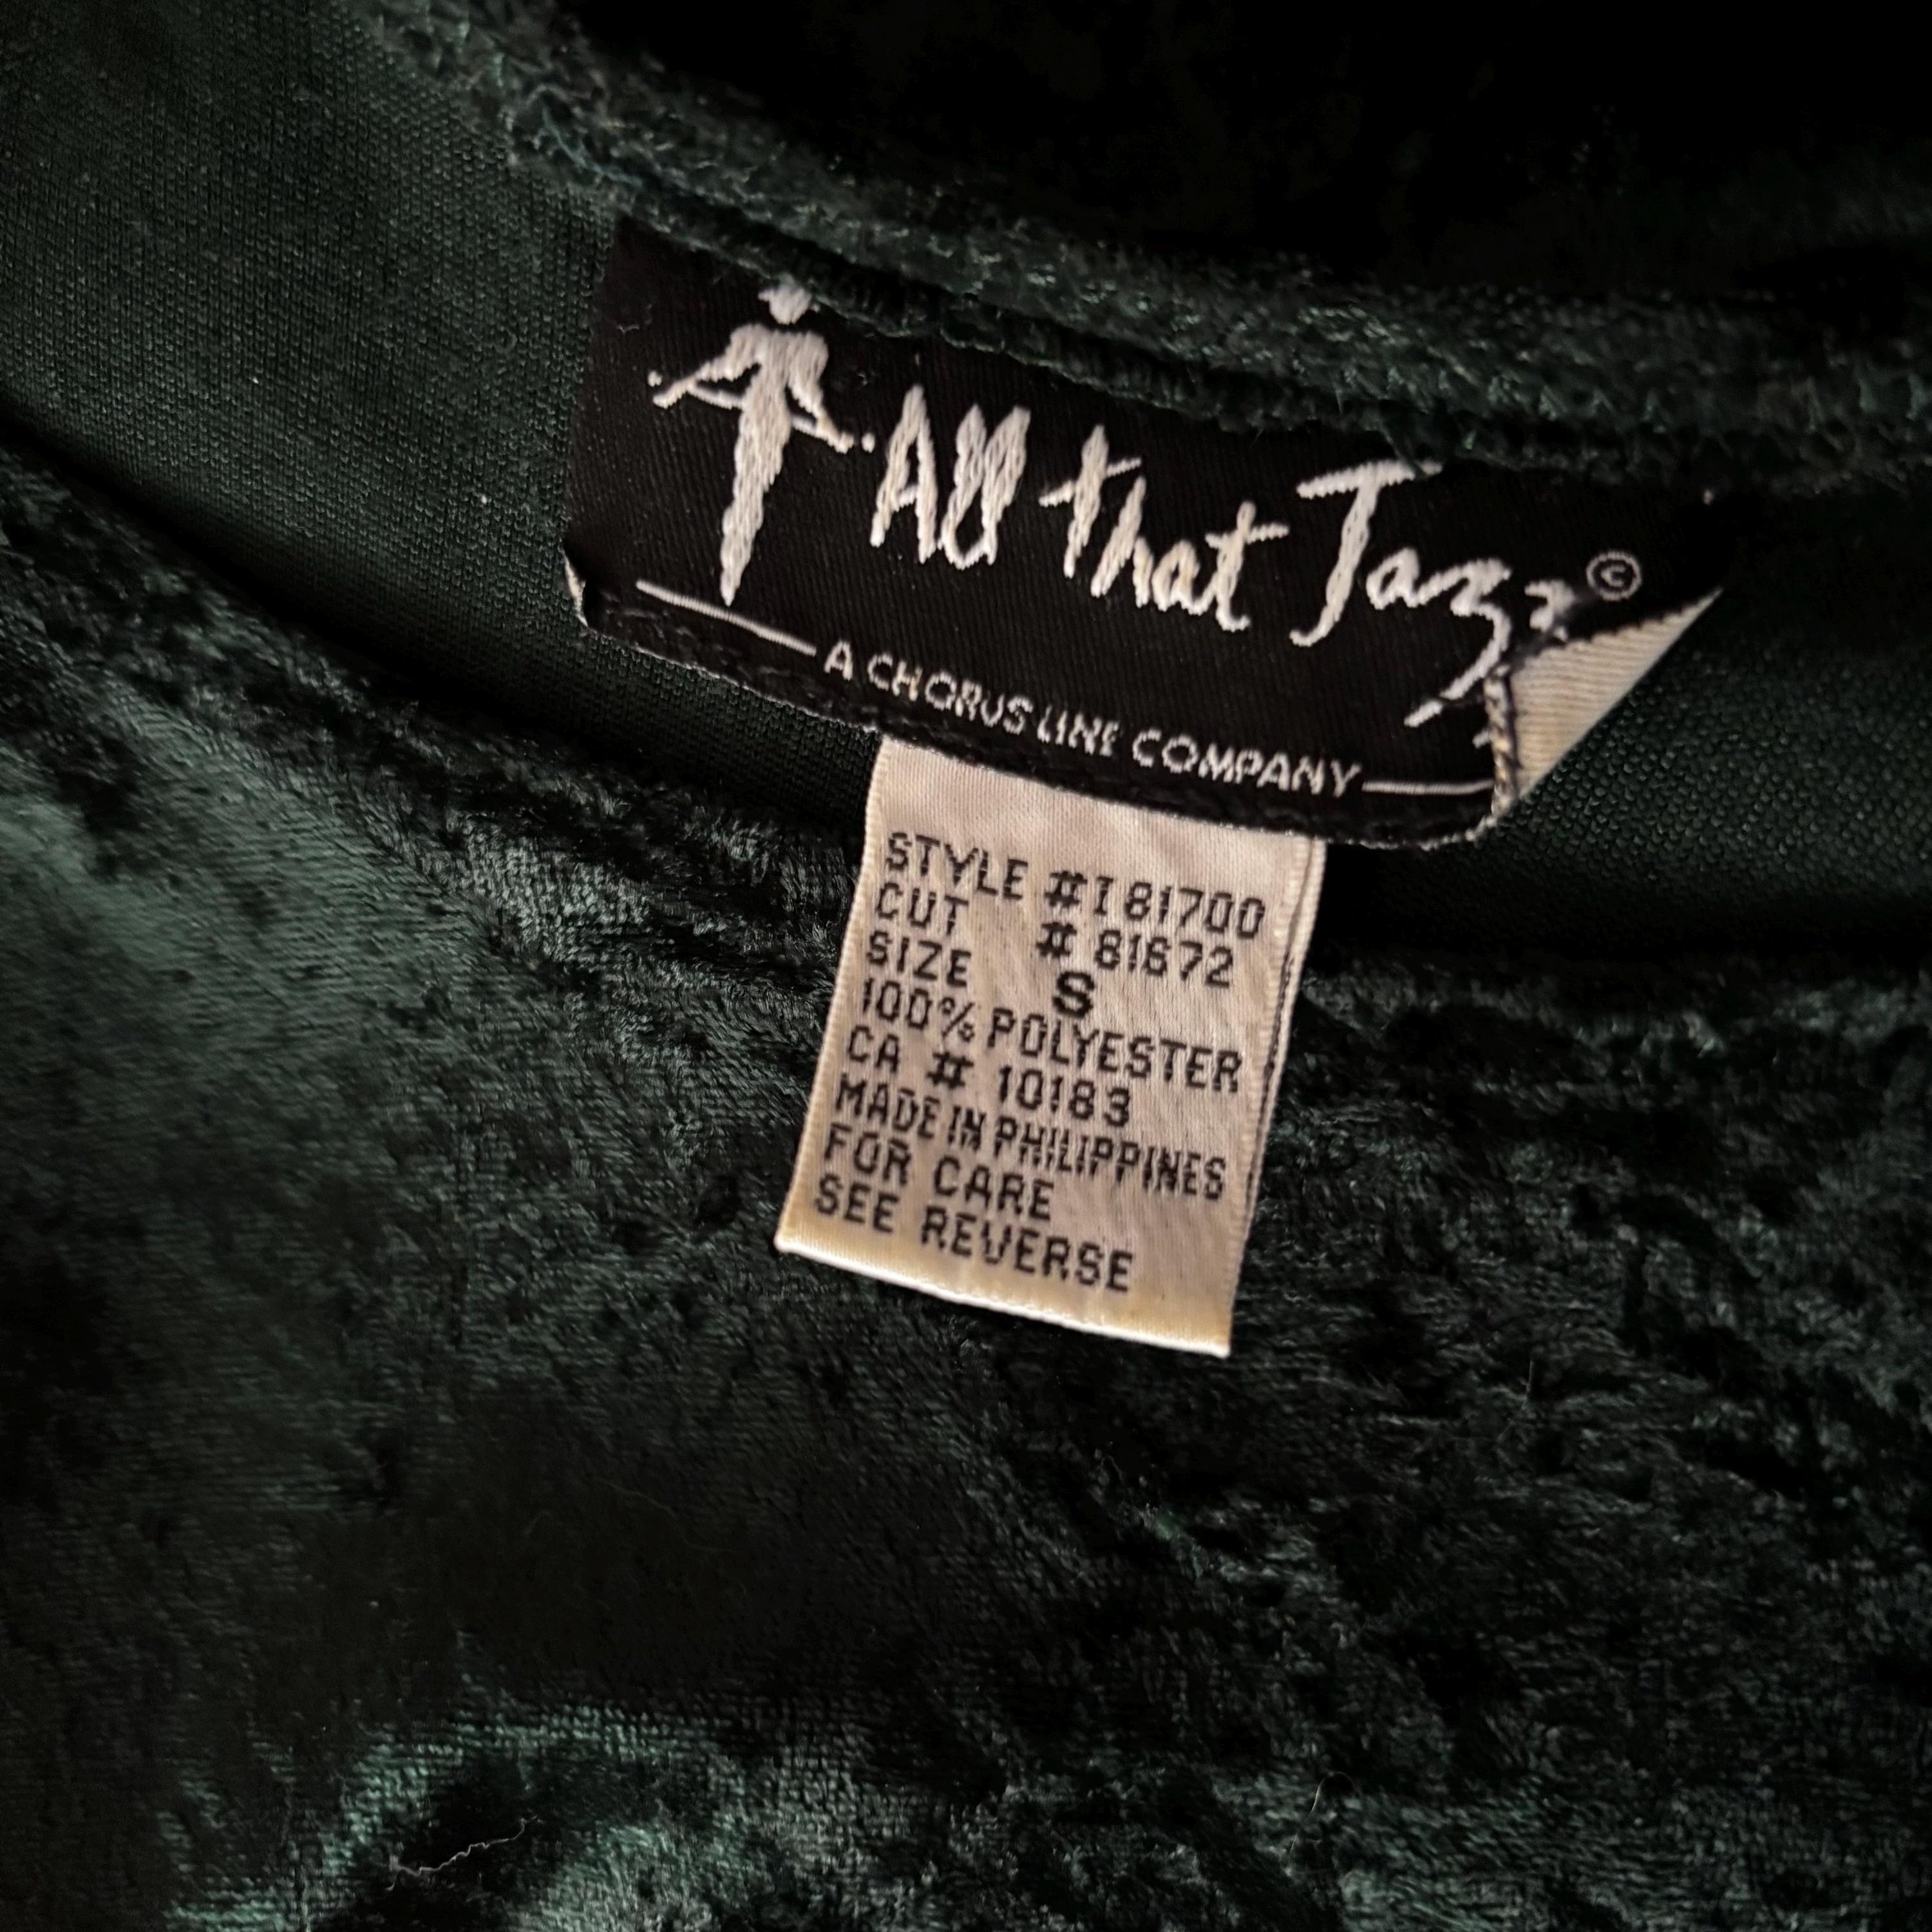 All That Jazz ©
A CHORUS LINE COMPANY
STYLE #I81700
CUT # 81672
SIZE S
100% POLYESTER
CA # 10183
MADE IN PHILIPPINES
FOR CARE
SEE REVERSE